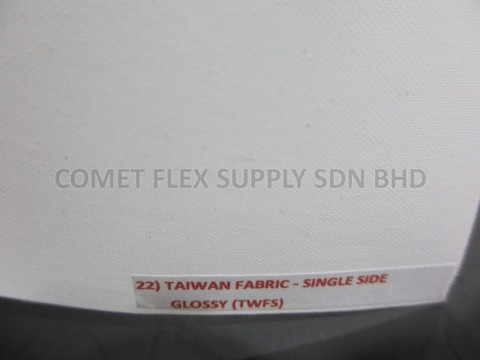 COMET FLEX SUPPLY SDN BHD
22) TAIWAN FABRIC - SINGLE SIDE
GLOSSY (TWFS)